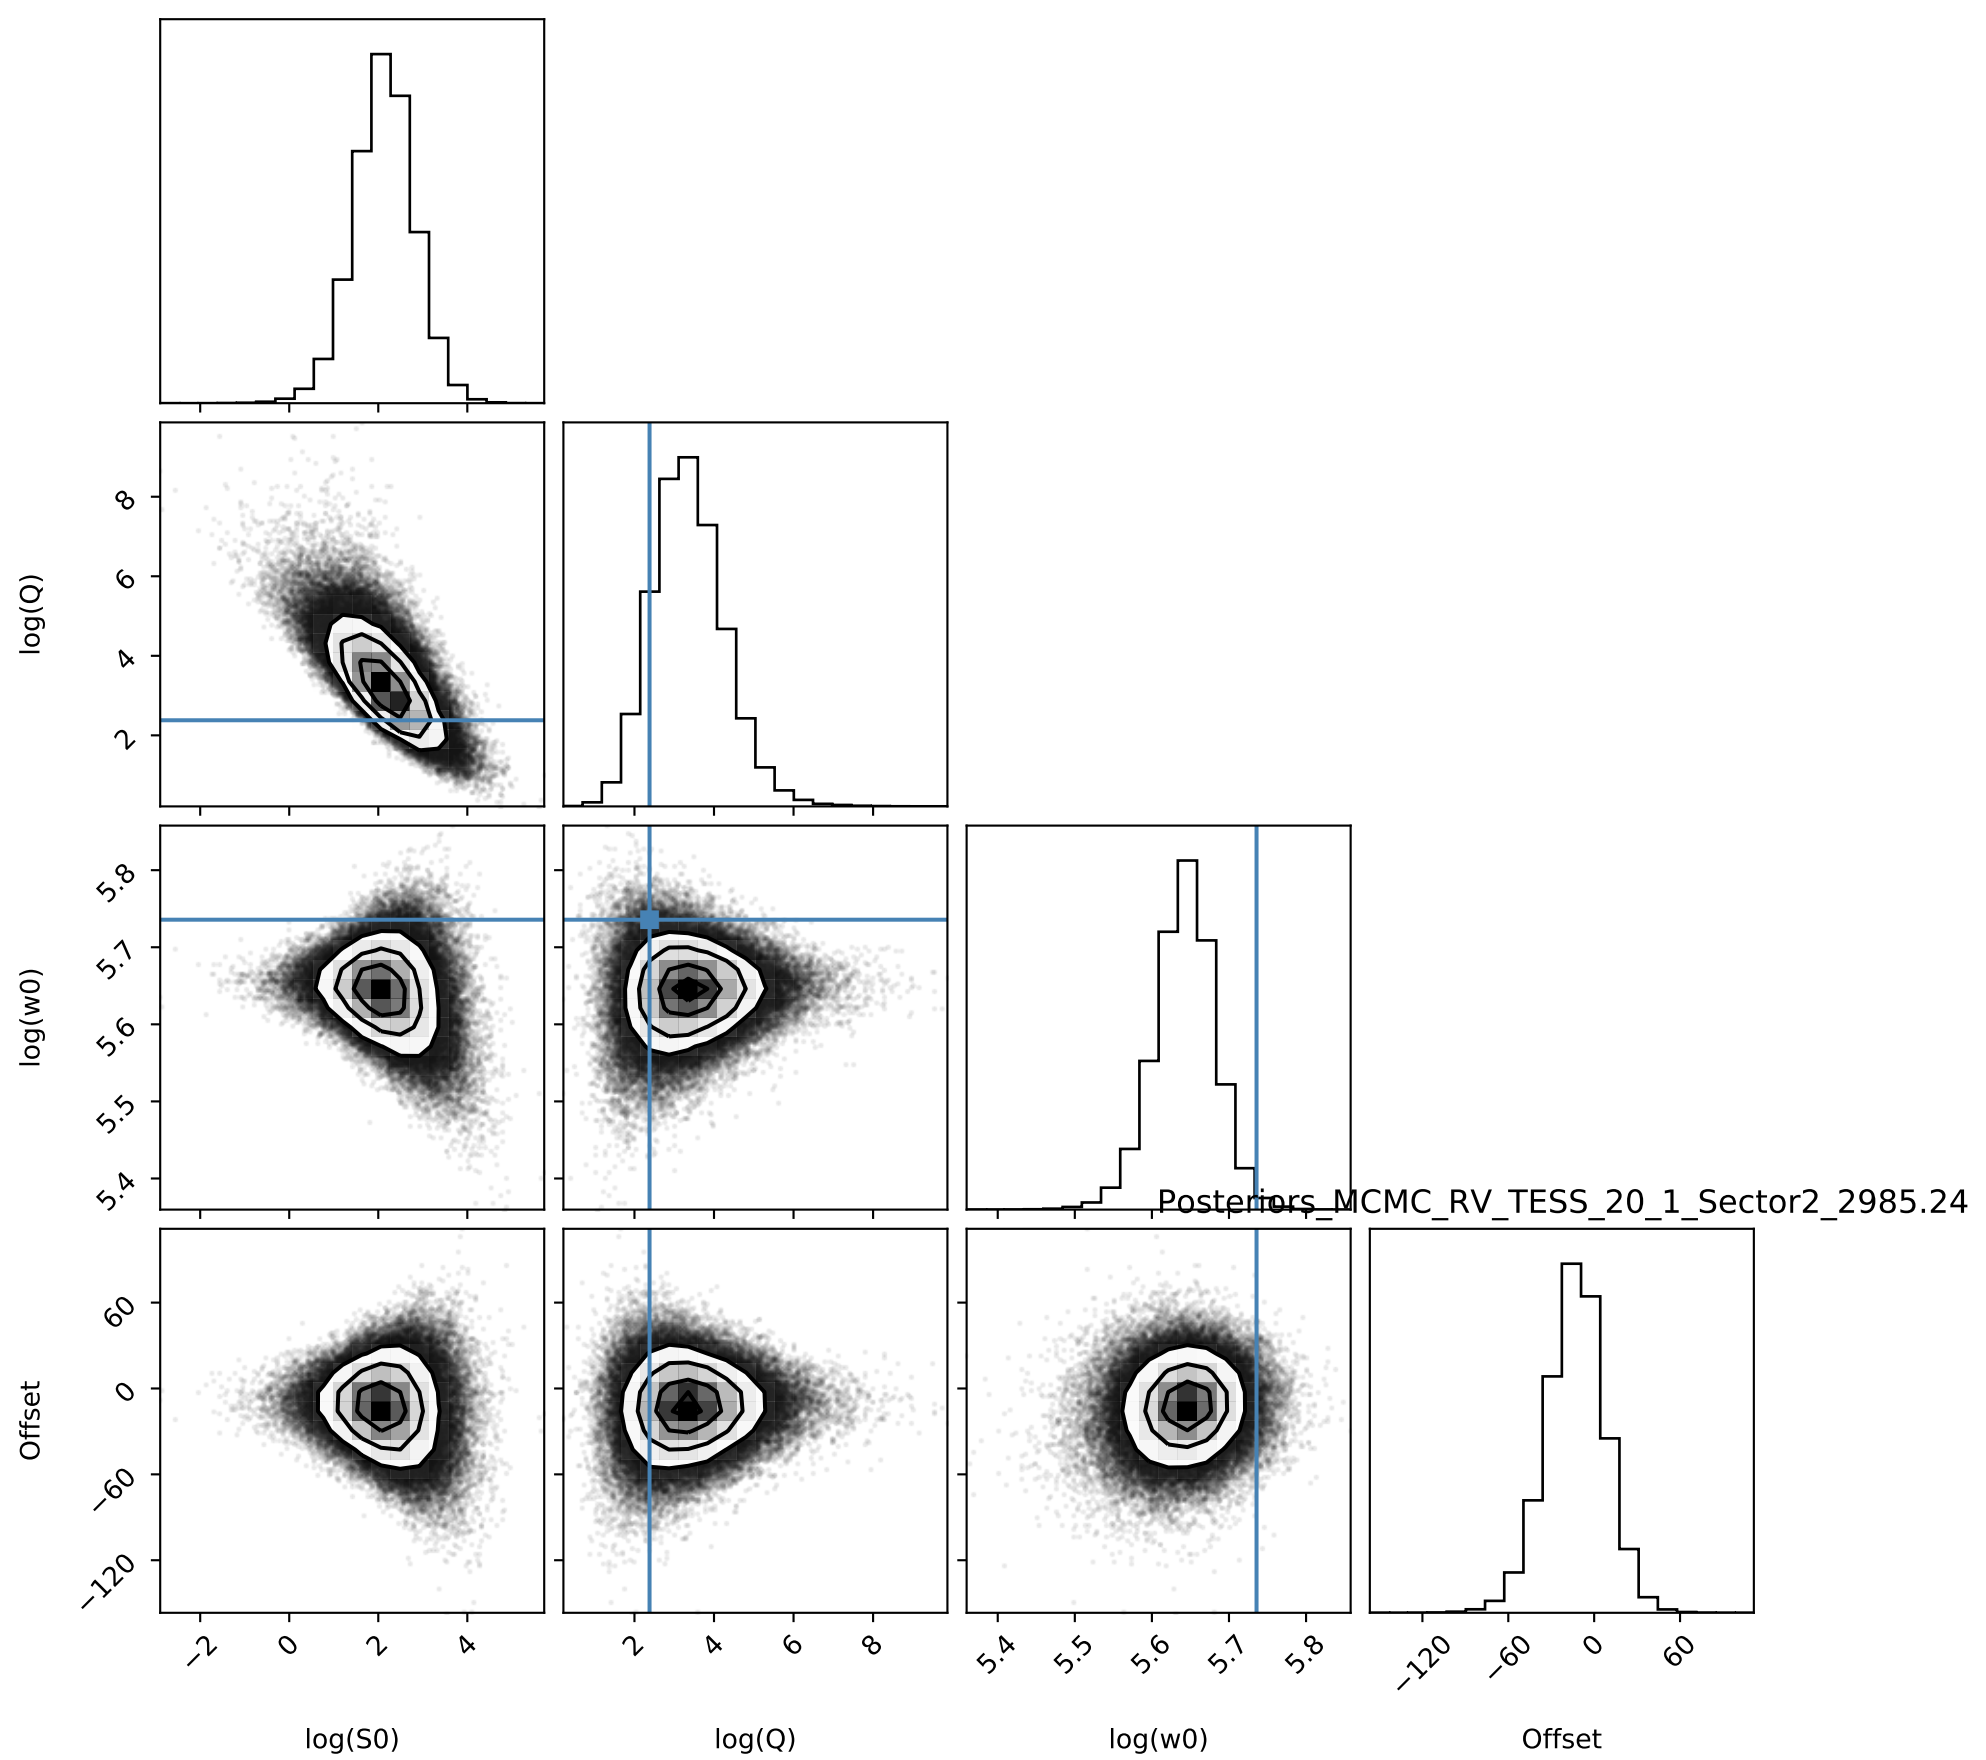 log(Q)
8
6
4
2
log(w0)
5.8
5.7
5.6
5.5
5.4
Posteriors_MCMC_RV_TESS_20_1_Sector2_2985.24
Offset
60
0
−60
−120
−2 0 2 4 2 4 6 8 5.4 5.5 5.6 5.7 5.8 −120 −60 0 60
log(S0) log(Q) log(w0) Offset